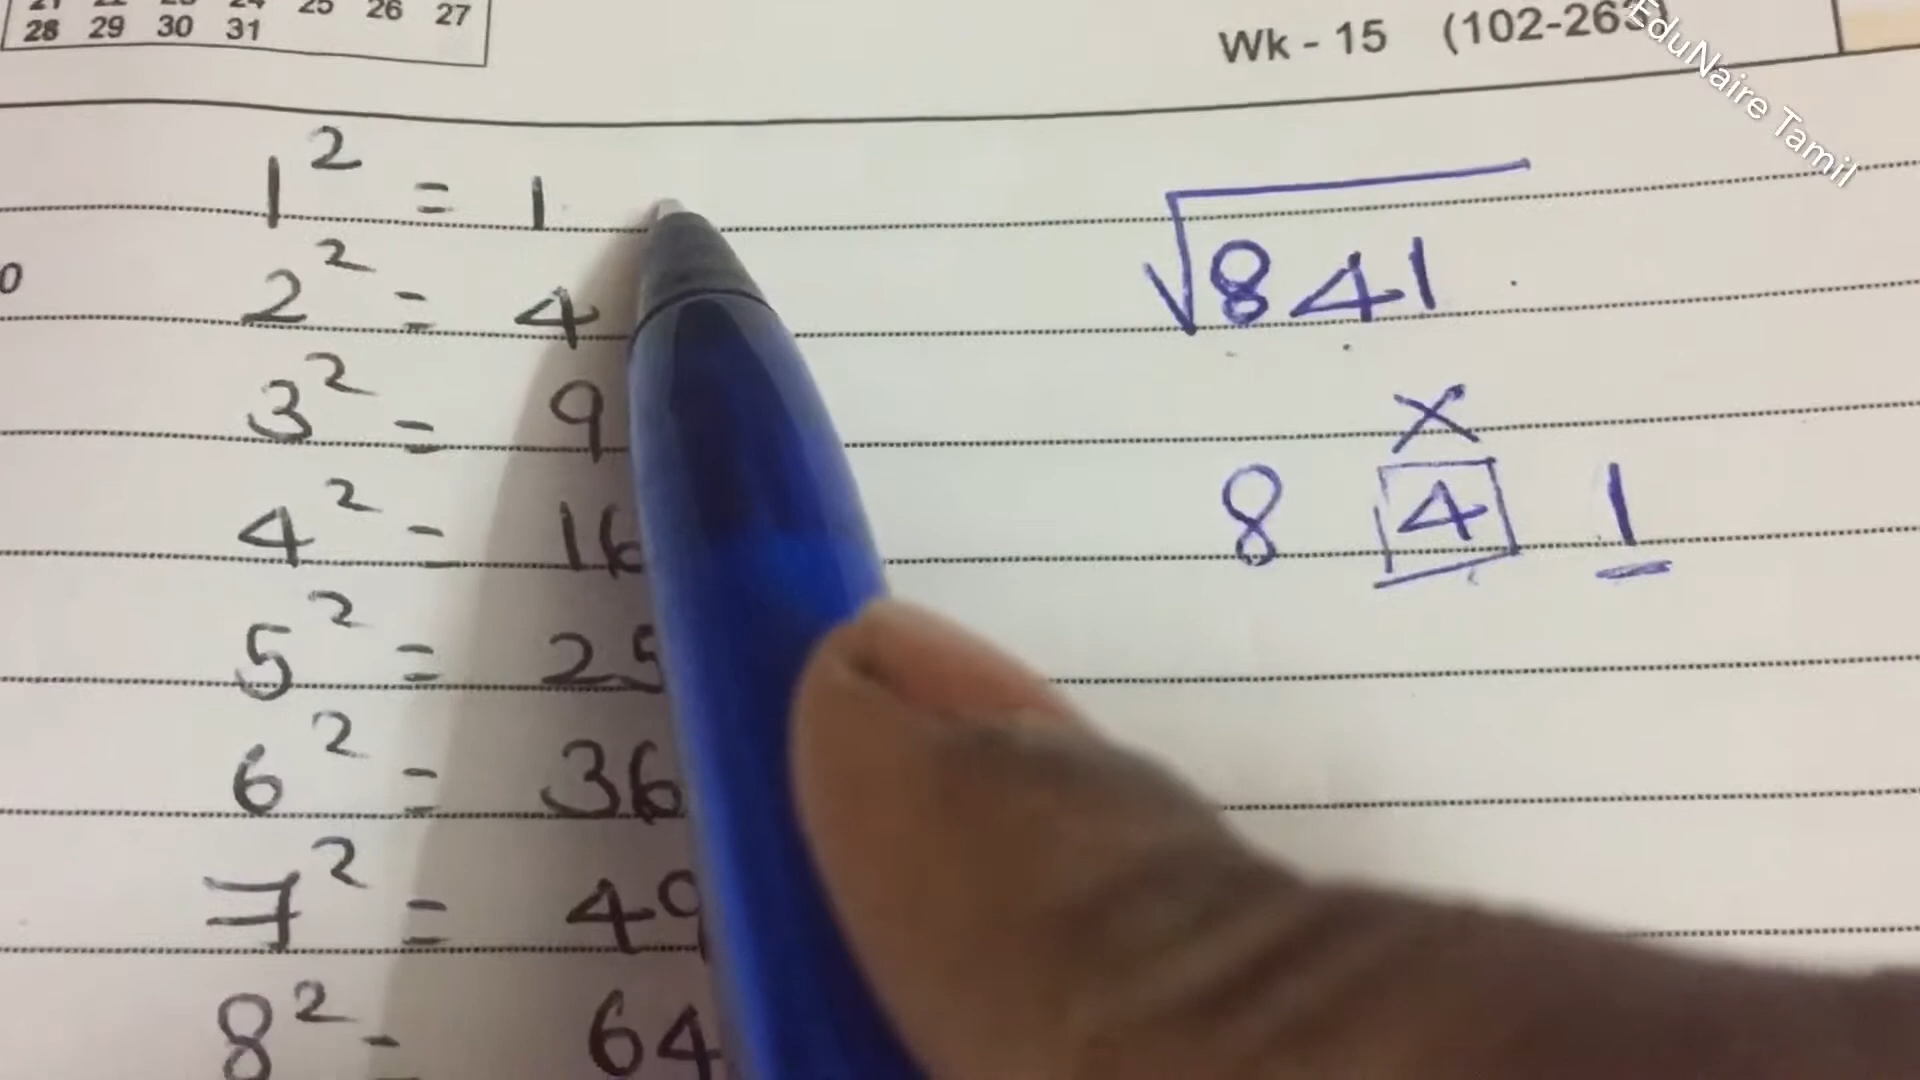 25 26 27
28 29 30 31
Wk - 15 (102-263)
EduNaire Tamil
1² = 1
2² = 4
3² = 9
4² = 16
5² = 25
6² = 36
7² = 49
8² = 64
√841
x
8 4 1